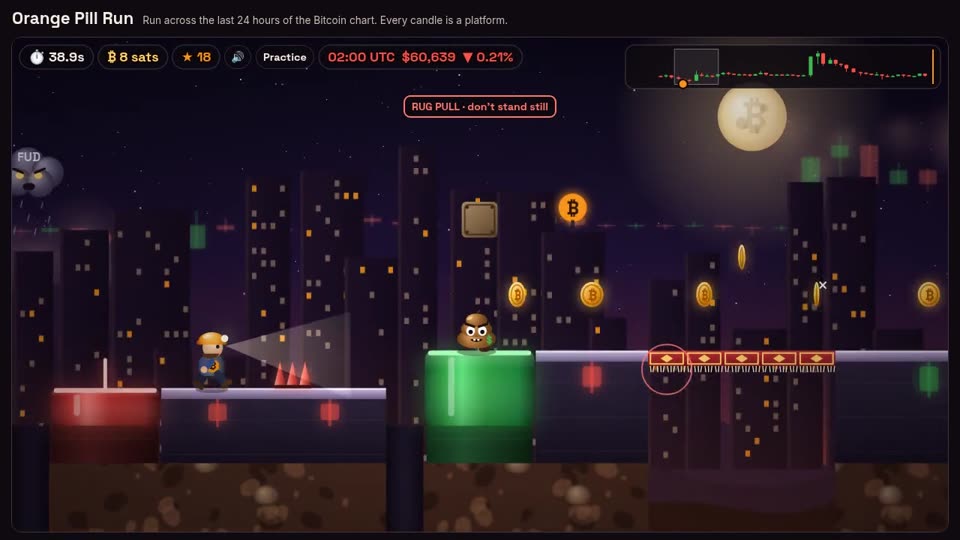 Orange Pill Run Run across the last 24 hours of the Bitcoin chart. Every candle is a platform.
38.9s ₿ 8 sats ★ 18 Practice 02:00 UTC $60,639 ▼ 0.21%
RUG PULL · don't stand still
FUD